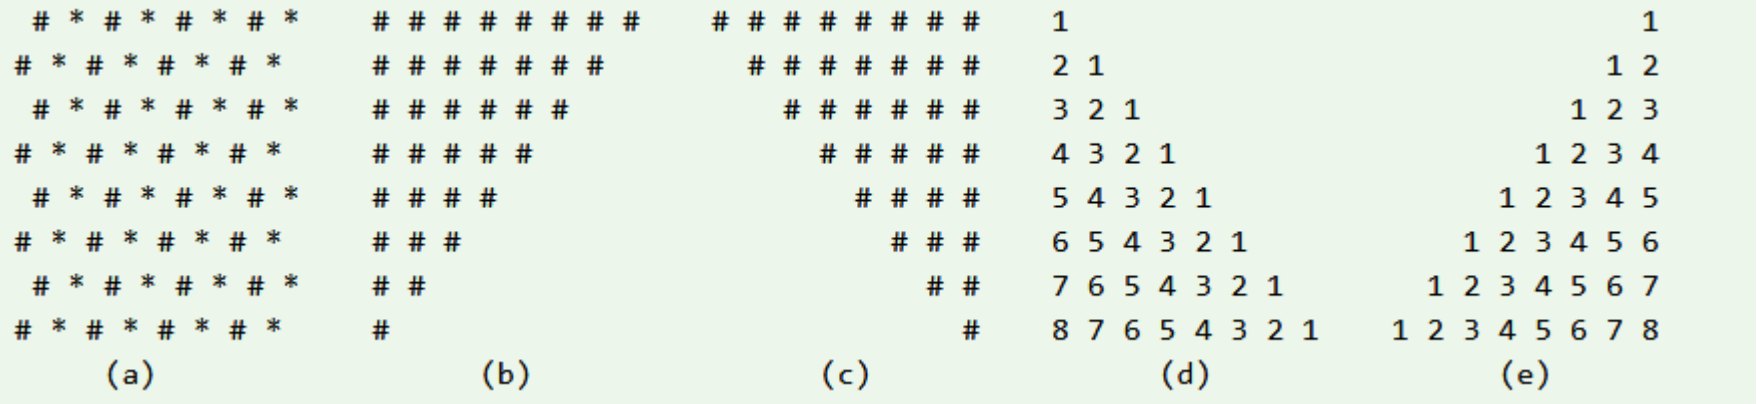 # * # * # * # *    # # # # # # # #    # # # # # # # #    1                                1
# * # * # * # *     # # # # # # #        # # # # # # #    2 1                            1 2
 # * # * # * # *    # # # # # #            # # # # # #    3 2 1                        1 2 3
# * # * # * # *     # # # # #                # # # # #    4 3 2 1                    1 2 3 4
 # * # * # * # *    # # # #                    # # # #    5 4 3 2 1                1 2 3 4 5
# * # * # * # *     # # #                        # # #    6 5 4 3 2 1            1 2 3 4 5 6
 # * # * # * # *    # #                            # #    7 6 5 4 3 2 1        1 2 3 4 5 6 7
# * # * # * # *     #                                #    8 7 6 5 4 3 2 1    1 2 3 4 5 6 7 8
     (a)                  (b)                (c)                (d)                (e)